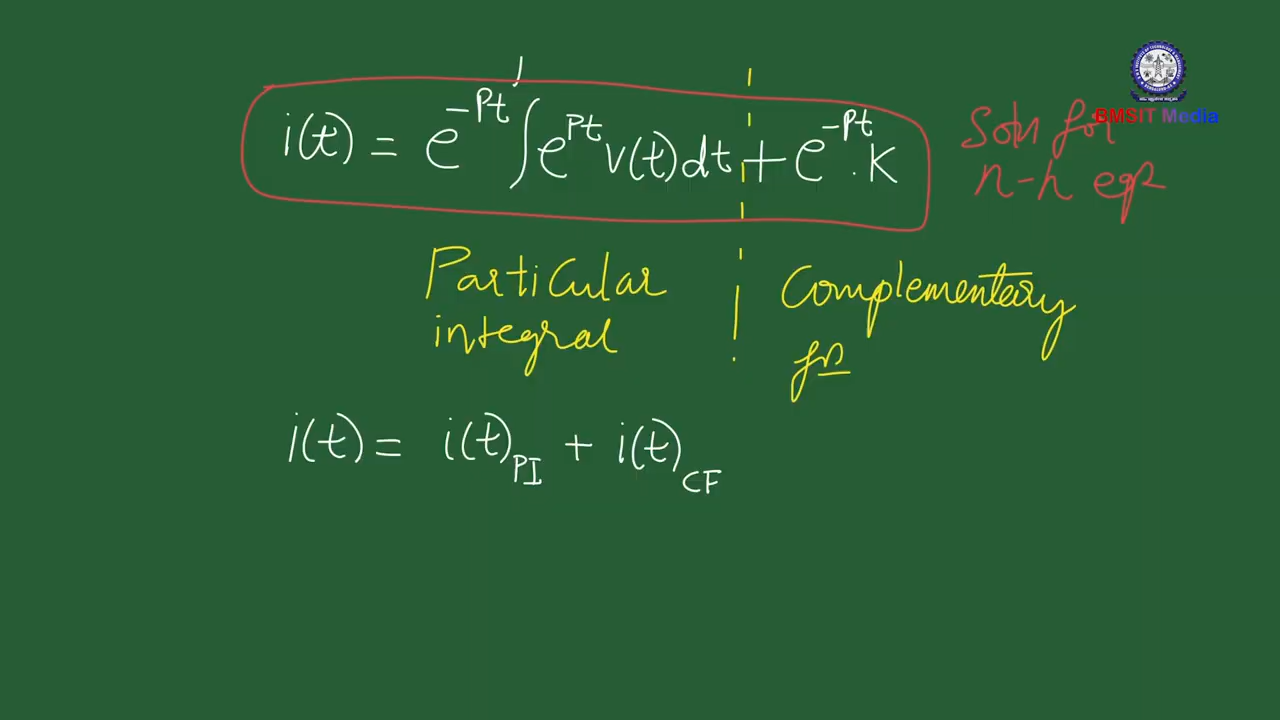 BMSIT Media
i(t) = e^{-Pt} ∫ e^{Pt} v(t) dt + e^{-Pt} . K
Soln for
n-h eqn
Particular
integral
Complementary
fn
i(t) = i(t)_{PI} + i(t)_{CF}